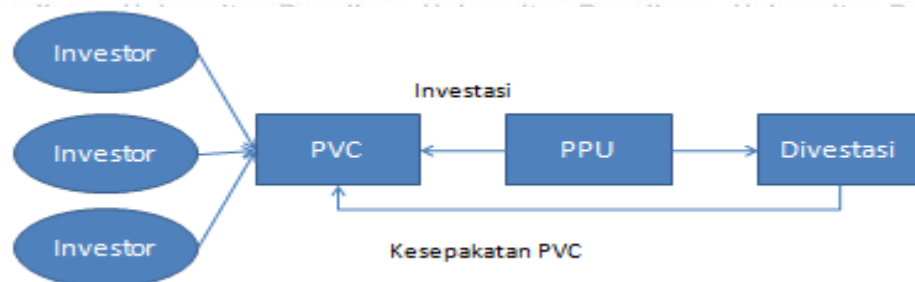 Investor
Investasi
Investor
PVC
PPU
Divestasi
Investor
Kesepakatan PVC